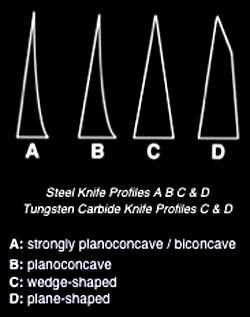 A B C D
Steel Knife Profiles A B C & D
Tungsten Carbide Knife Profiles C & D
A: strongly planoconcave / biconcave
B: planoconcave
C: wedge-shaped
D: plane-shaped